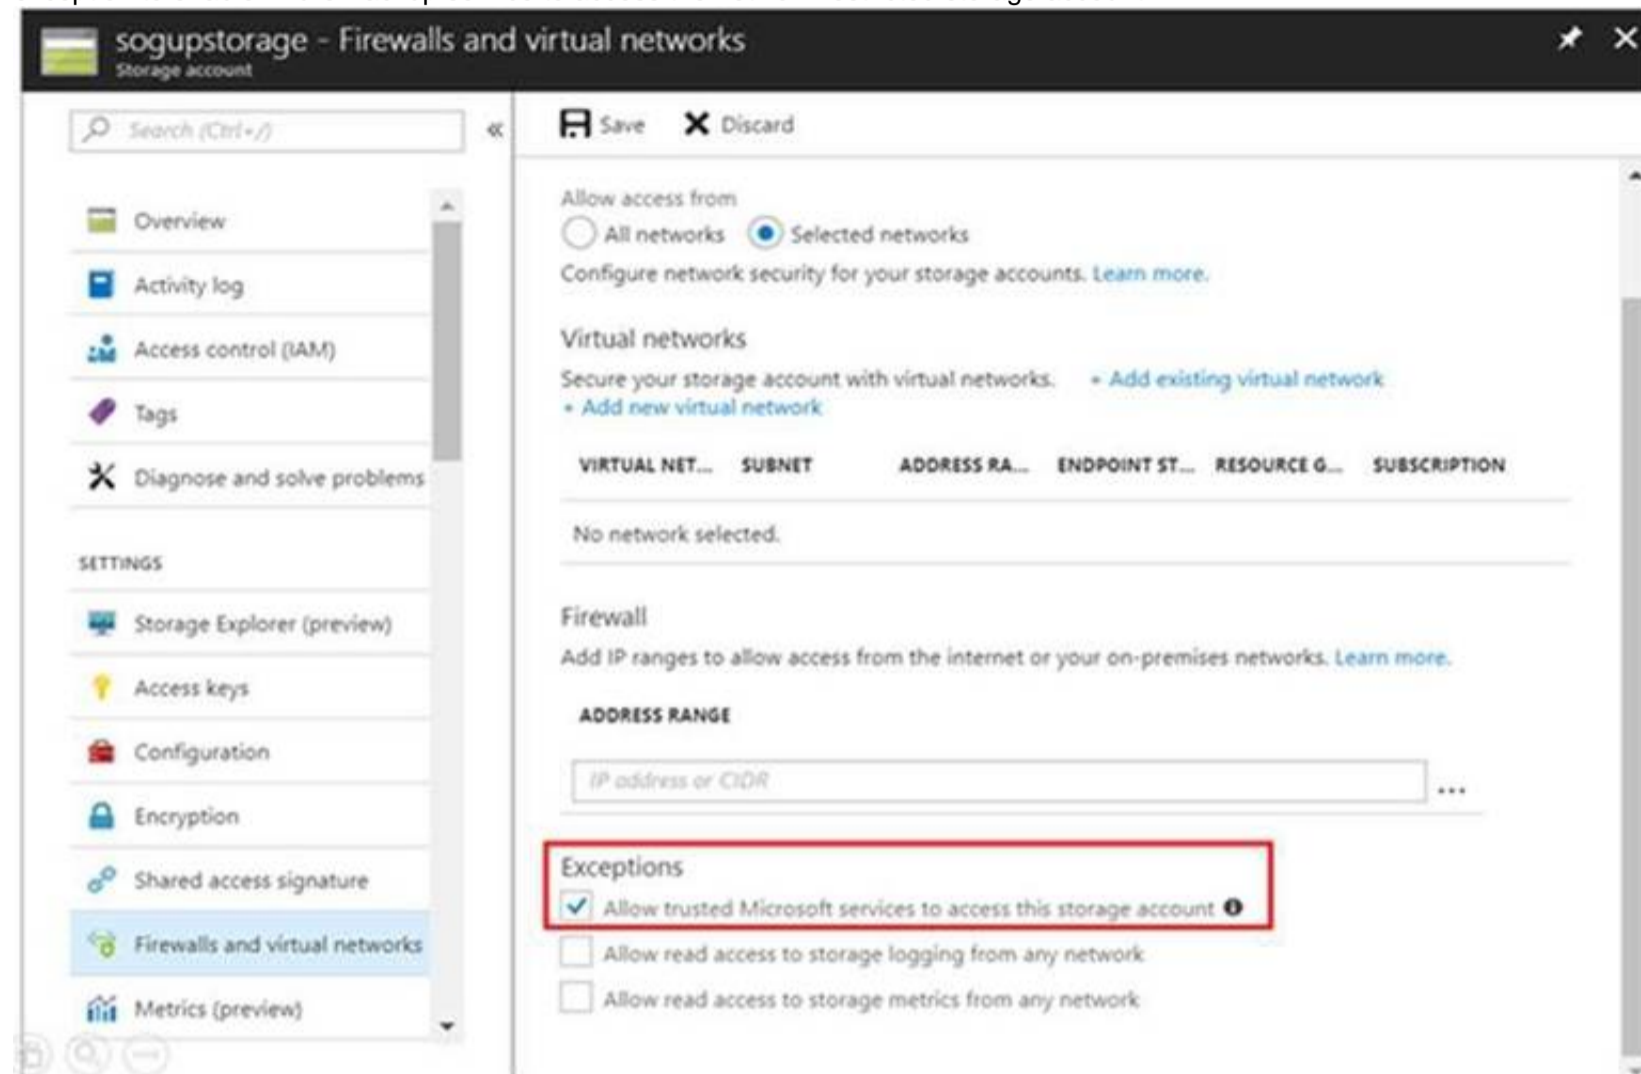 sogupstorage - Firewalls and virtual networks
Storage account
Search (Ctrl+/)
«
Overview
Activity log
Access control (IAM)
Tags
Diagnose and solve problems
SETTINGS
Storage Explorer (preview)
Access keys
Configuration
Encryption
Shared access signature
Firewalls and virtual networks
Metrics (preview)
Save Discard
Allow access from
All networks Selected networks
Configure network security for your storage accounts. Learn more.
Virtual networks
Secure your storage account with virtual networks. + Add existing virtual network
+ Add new virtual network
VIRTUAL NET... SUBNET ADDRESS RA... ENDPOINT ST... RESOURCE G... SUBSCRIPTION
No network selected.
Firewall
Add IP ranges to allow access from the internet or your on-premises networks. Learn more.
ADDRESS RANGE
IP address or CIDR
...
Exceptions
Allow trusted Microsoft services to access this storage account
Allow read access to storage logging from any network
Allow read access to storage metrics from any network